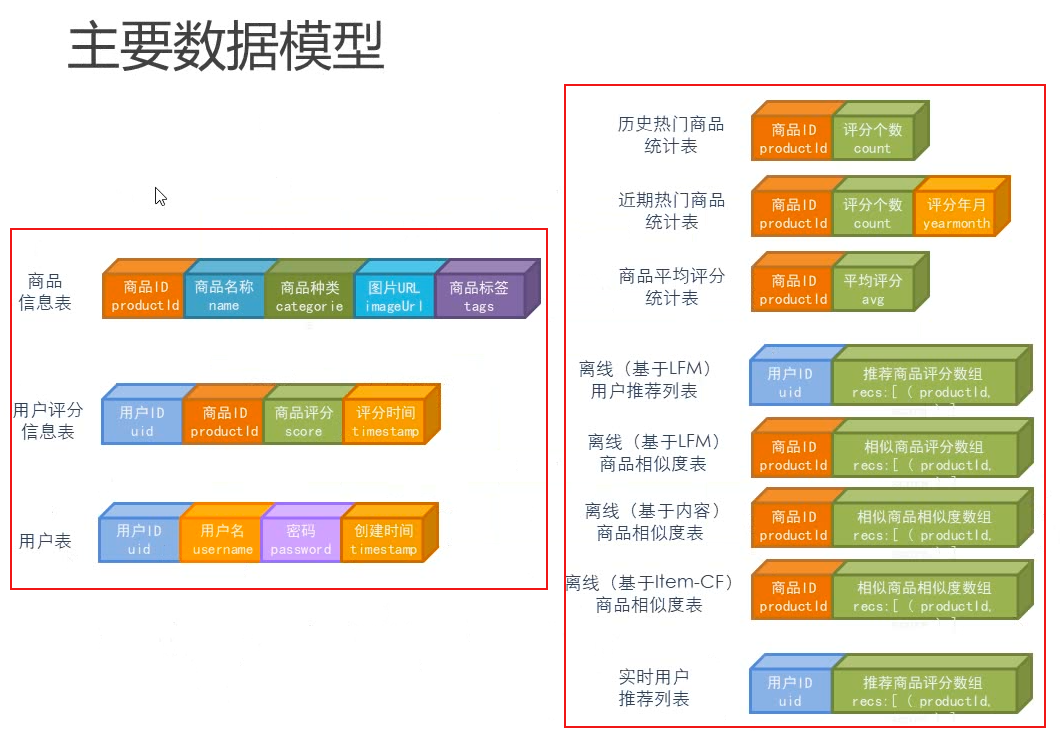 主要数据模型
商品
信息表
商品ID
productId
商品名称
name
商品种类
categorie
图片URL
imageUrl
商品标签
tags
用户评分
信息表
用户ID
uid
商品ID
productId
商品评分
score
评分时间
timestamp
用户表
用户ID
uid
用户名
username
密码
password
创建时间
timestamp
历史热门商品
统计表
商品ID
productId
评分个数
count
近期热门商品
统计表
商品ID
productId
评分个数
count
评分年月
yearmonth
商品平均评分
统计表
商品ID
productId
平均评分
avg
离线（基于LFM）
用户推荐列表
用户ID
uid
推荐商品评分数组
recs:[ ( productId,
离线（基于LFM）
商品相似度表
商品ID
productId
相似商品评分数组
recs:[ ( productId,
离线（基于内容）
商品相似度表
商品ID
productId
相似商品相似度数组
recs:[ ( productId,
离线（基于Item-CF）
商品相似度表
商品ID
productId
相似商品相似度数组
recs:[ ( productId,
实时用户
推荐列表
用户ID
uid
推荐商品评分数组
recs:[ ( productId,